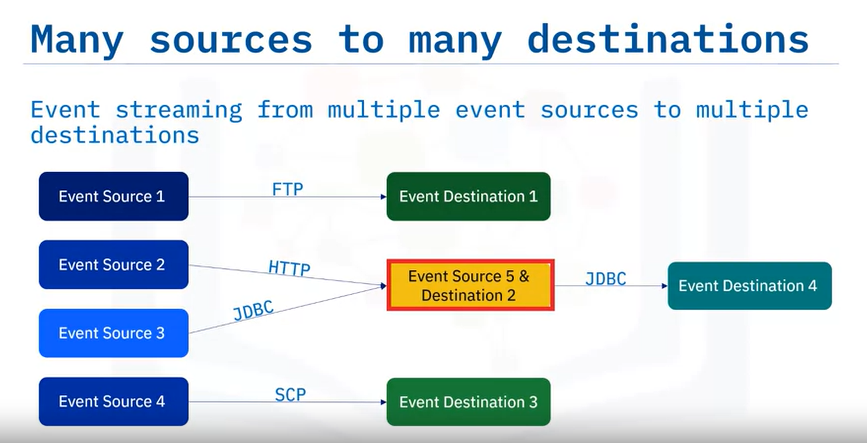 Many sources to many destinations
Event streaming from multiple event sources to multiple
destinations
Event Source 1
FTP
Event Destination 1
Event Source 2
HTTP
Event Source 5 &
Destination 2
JDBC
Event Destination 4
Event Source 3
JDBC
Event Source 4
SCP
Event Destination 3